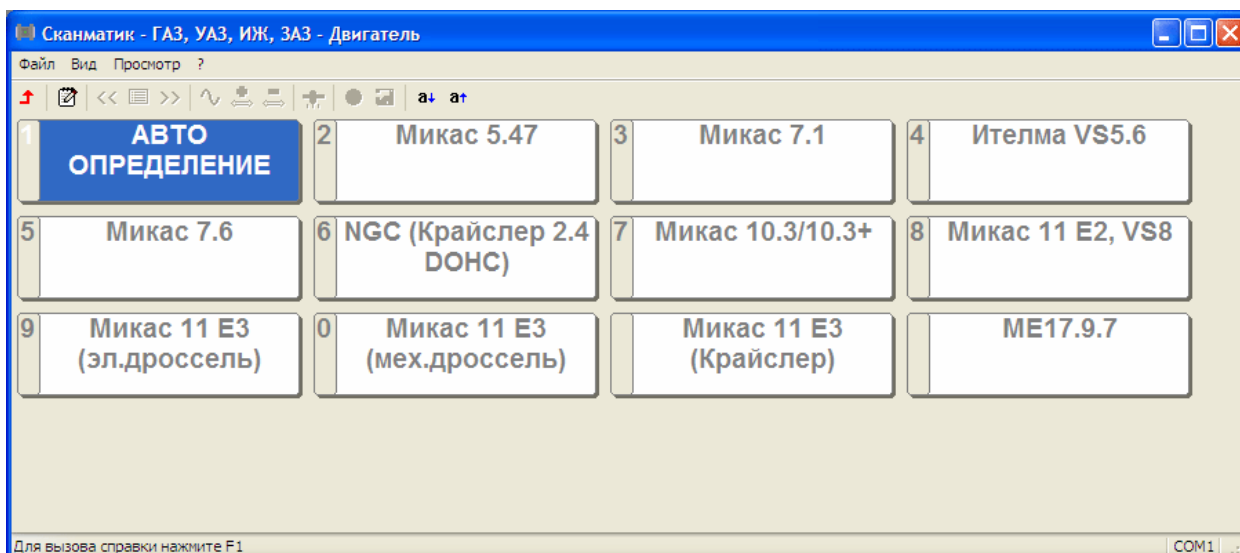 Сканматик - ГАЗ, УАЗ, ИЖ, ЗАЗ - Двигатель
Файл Вид Просмотр ?
<< >> a↓ a↑
1 АВТО
ОПРЕДЕЛЕНИЕ
2 Микас 5.47
3 Микас 7.1
4 Ителма VS5.6
5 Микас 7.6
6 NGC (Крайслер 2.4
DOHC)
7 Микас 10.3/10.3+
8 Микас 11 E2, VS8
9 Микас 11 E3
(эл.дроссель)
0 Микас 11 E3
(мех.дроссель)
Микас 11 E3
(Крайслер)
ME17.9.7
Для вызова справки нажмите F1
COM1